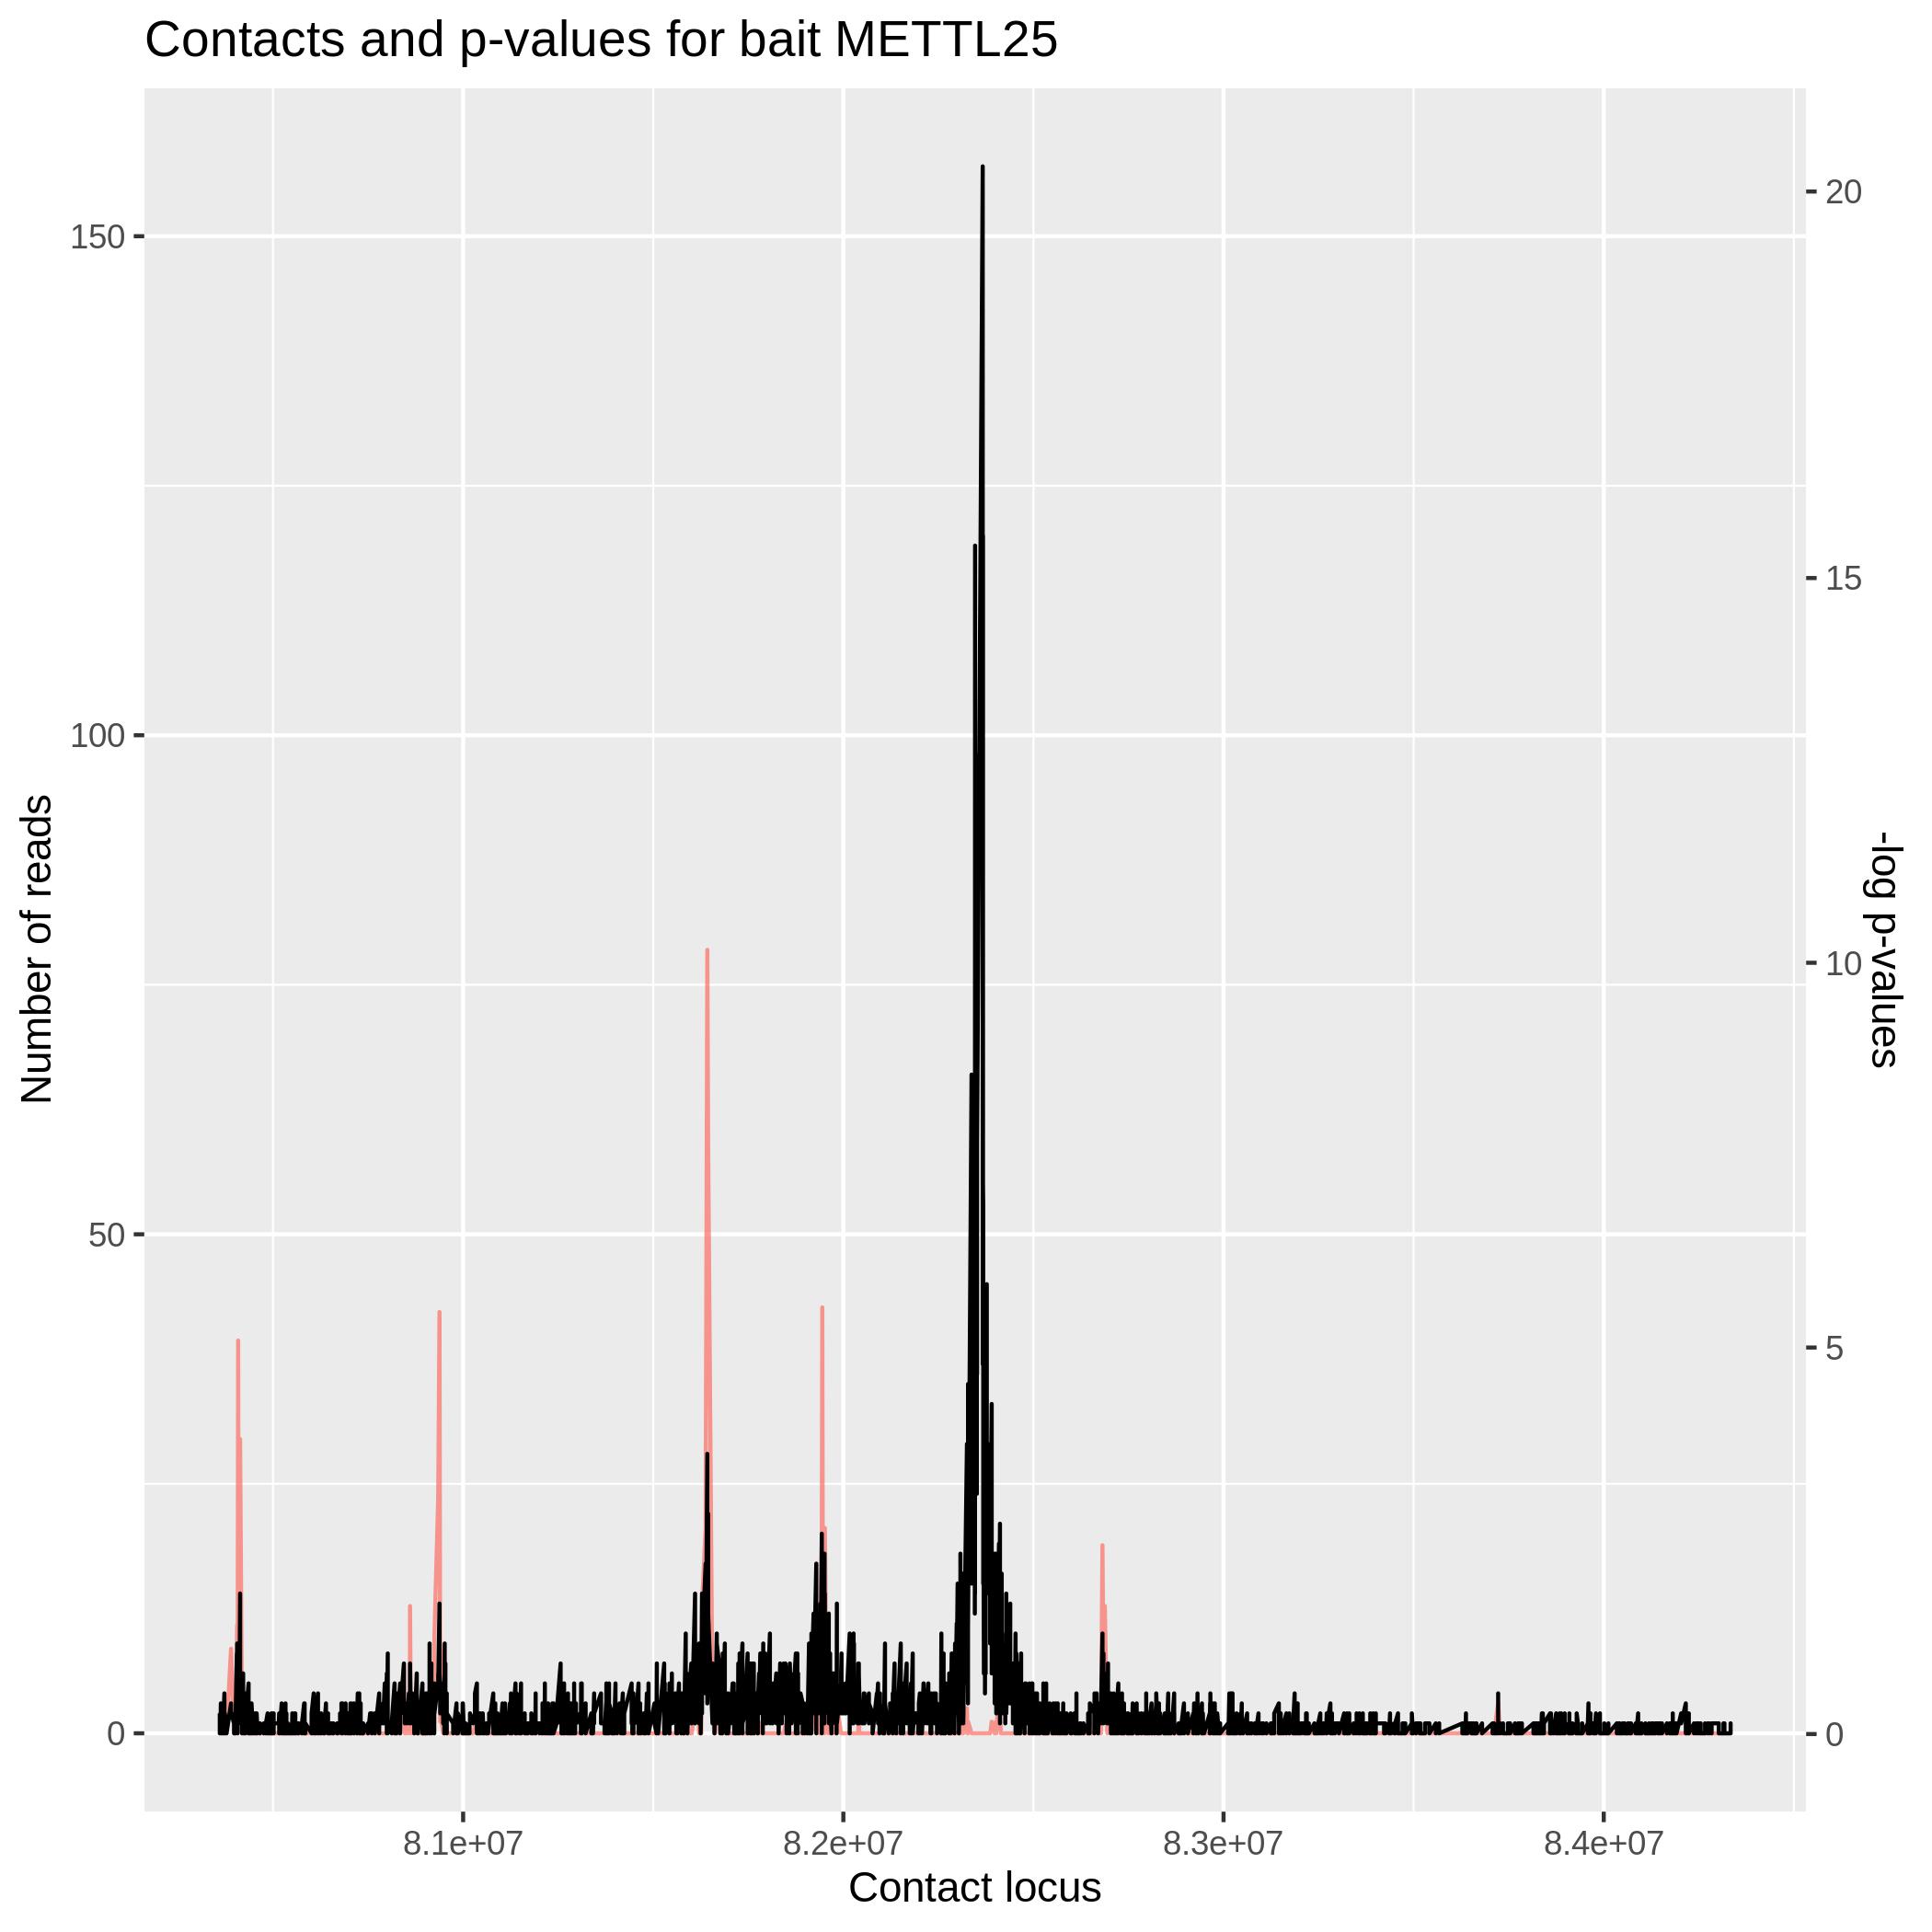 Contacts and p-values for bait METTL25
Number of reads
150
100
50
0
20
15
10
5
0
-log p-values
8.1e+07
8.2e+07
8.3e+07
8.4e+07
Contact locus